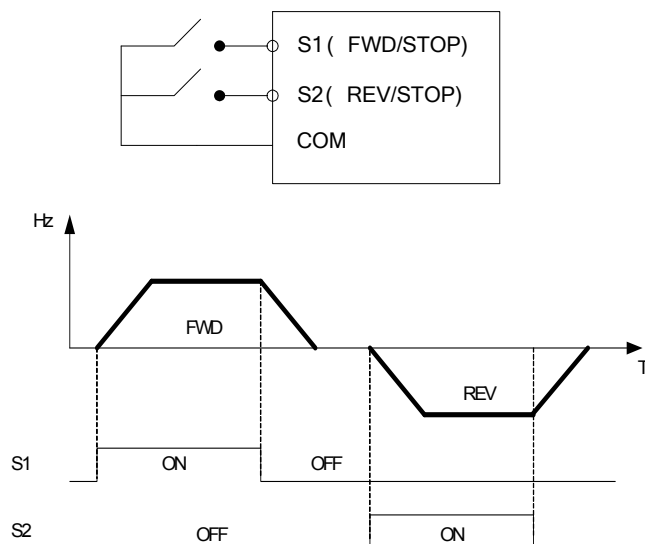 S1( FWD/STOP)
S2( REV/STOP)
COM
Hz
FWD
T
REV
S1 ON OFF
S2 OFF ON